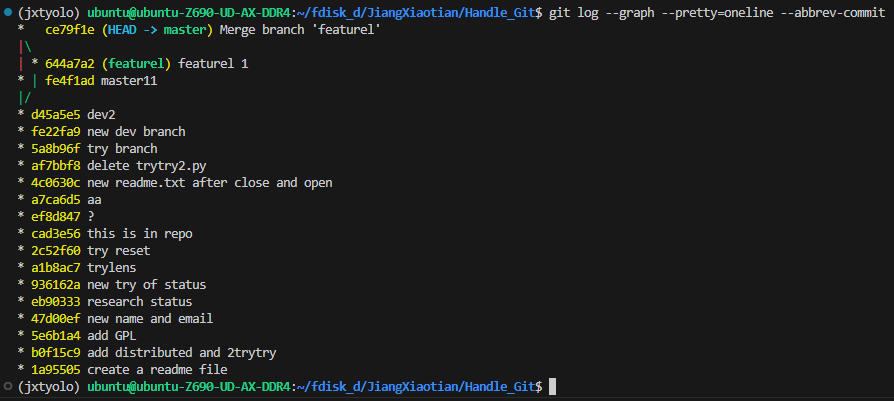 (jxtyolo) ubuntu@ubuntu-Z690-UD-AX-DDR4:~/fdisk_d/JiangXiaotian/Handle_Git$ git log --graph --pretty=oneline --abbrev-commit
*   ce79f1e (HEAD -> master) Merge branch 'featurel'
|\
| * 644a7a2 (featurel) featurel 1
* | fe4f1ad master11
|/
* d45a5e5 dev2
* fe22fa9 new dev branch
* 5a8b96f try branch
* af7bbf8 delete trytry2.py
* 4c0630c new readme.txt after close and open
* a7ca6d5 aa
* ef8d847 ?
* cad3e56 this is in repo
* 2c52f60 try reset
* a1b8ac7 trylens
* 936162a new try of status
* eb90333 research status
* 47d00ef new name and email
* 5e6b1a4 add GPL
* b0f15c9 add distributed and 2trytry
* 1a95505 create a readme file
(jxtyolo) ubuntu@ubuntu-Z690-UD-AX-DDR4:~/fdisk_d/JiangXiaotian/Handle_Git$